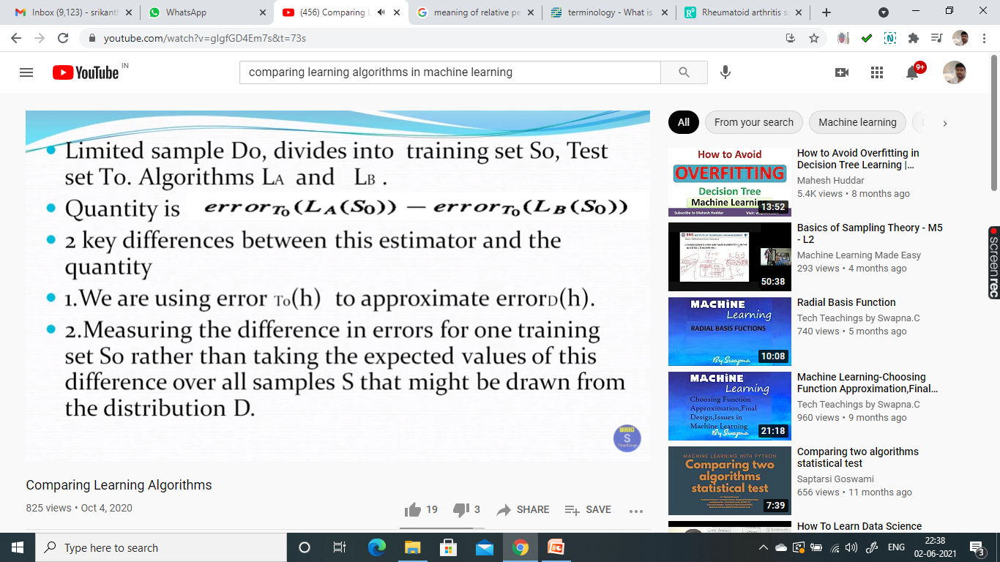 Inbox (9,123) - srikant
WhatsApp
(456) Comparing L
meaning of relative pe
terminology - What is
Rheumatoid arthritis s
youtube.com/watch?v=gIgfGD4Em7s&t=73s
YouTube IN
comparing learning algorithms in machine learning
9+
Limited sample Do, divides into training set So, Test
set To. Algorithms LA and LB .
Quantity is errorT0(LA(S0)) − errorT0(LB(S0))
2 key differences between this estimator and the
quantity
1.We are using error To(h) to approximate errorD(h).
2.Measuring the difference in errors for one training
set So rather than taking the expected values of this
difference over all samples S that might be drawn from
the distribution D.
S
Comparing Learning Algorithms
825 views • Oct 4, 2020
19
3
SHARE
SAVE
All
From your search
Machine learning
How to Avoid
OVERFITTING
Decision Tree
Machine Learning
Subscribe to Mahesh Huddar
13:52
How to Avoid Overfitting in
Decision Tree Learning |...
Mahesh Huddar
5.4K views • 8 months ago
50:38
Basics of Sampling Theory - M5
- L2
Machine Learning Made Easy
293 views • 4 months ago
MACHiNE
Learning
RADIAL BASIS FUCTIONS
By Swapna
10:08
Radial Basis Function
Tech Teachings by Swapna.C
740 views • 5 months ago
MACHiNE
Learning
Choosing Function
Approximation,Final
Design,Issues in
Machine Learning
By Swapna
21:18
Machine Learning-Choosing
Function Approximation,Final...
Tech Teachings by Swapna.C
960 views • 9 months ago
MACHINE LEARNING WITH PYTHON
Comparing two
algorithms
statistical test
7:39
Comparing two algorithms
statistical test
Saptarsi Goswami
656 views • 11 months ago
How To Learn Data Science
screenrec
Type here to search
ENG
22:38
02-06-2021
3